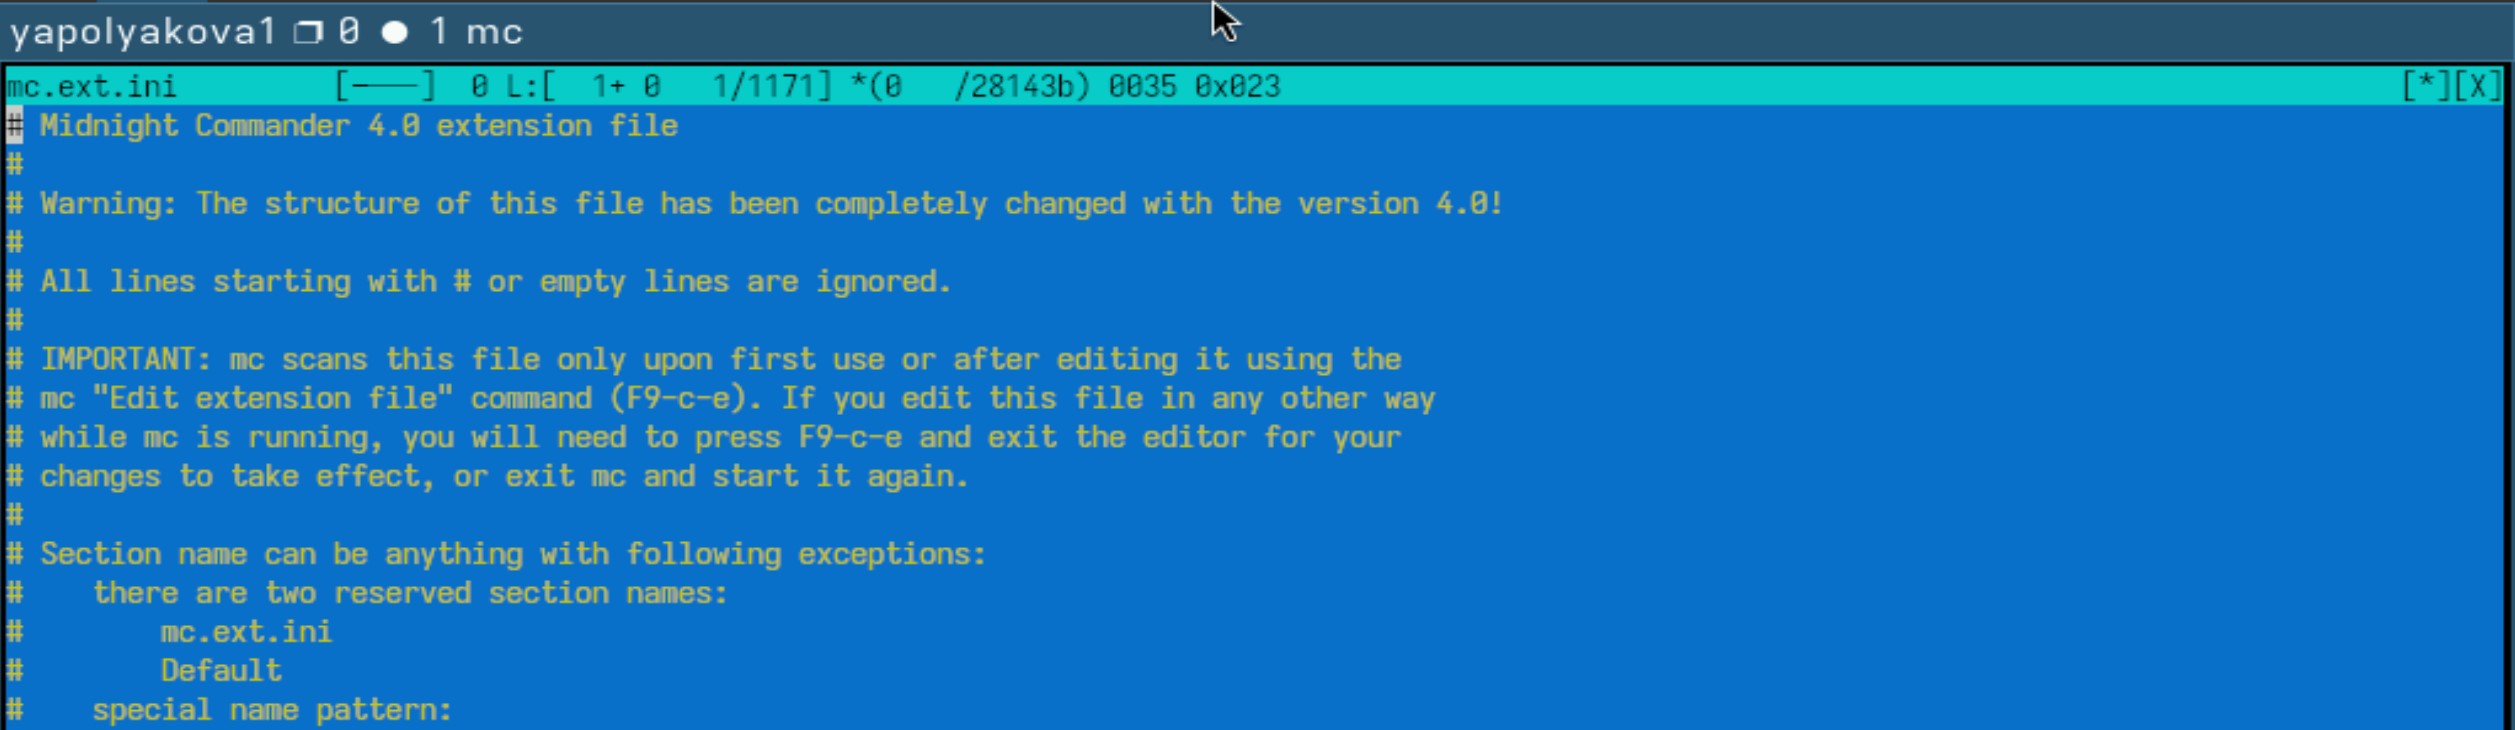 yapolyakova1 ❐ 0 ● 1 mc
mc.ext.ini [----] 0 L:[ 1+ 0 1/1171] *(0 /28143b) 0035 0x023 [*][X]
# Midnight Commander 4.0 extension file
#
# Warning: The structure of this file has been completely changed with the version 4.0!
#
# All lines starting with # or empty lines are ignored.
#
# IMPORTANT: mc scans this file only upon first use or after editing it using the
# mc "Edit extension file" command (F9-c-e). If you edit this file in any other way
# while mc is running, you will need to press F9-c-e and exit the editor for your
# changes to take effect, or exit mc and start it again.
#
# Section name can be anything with following exceptions:
# there are two reserved section names:
# mc.ext.ini
# Default
# special name pattern: